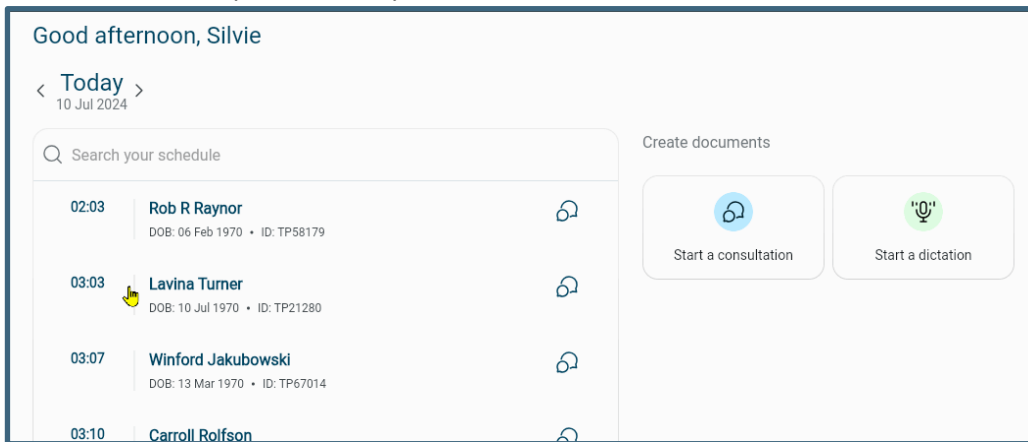 Good afternoon, Silvie
Today
10 Jul 2024
Search your schedule
02:03 Rob R Raynor
DOB: 06 Feb 1970 • ID: TP58179
03:03 Lavina Turner
DOB: 10 Jul 1970 • ID: TP21280
03:07 Winford Jakubowski
DOB: 13 Mar 1970 • ID: TP67014
03:10 Carroll Rolfson
Create documents
Start a consultation
Start a dictation